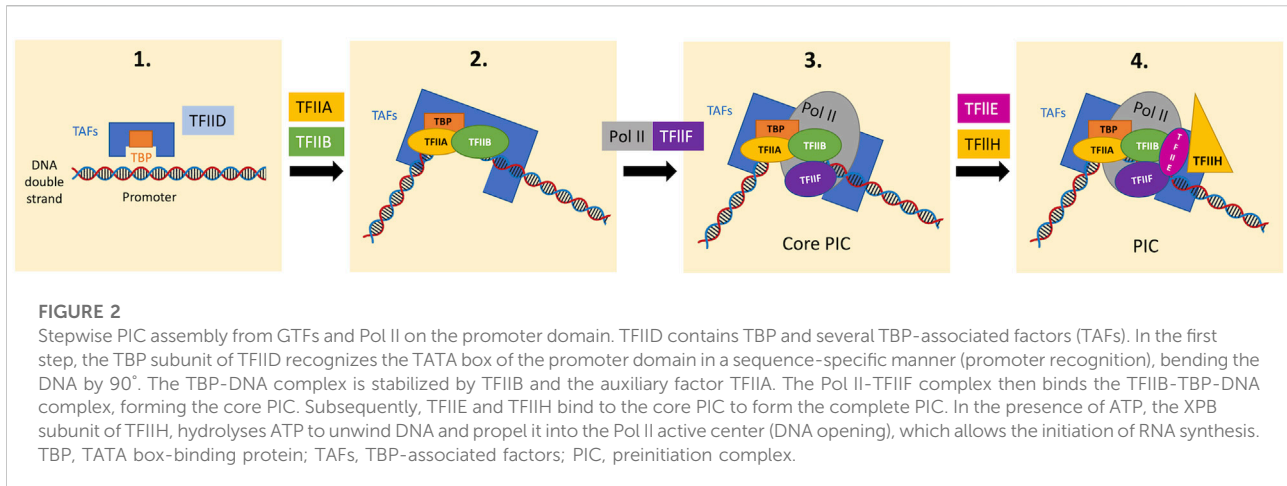 1.
TAFs
TFIID
TBP
DNA
double
strand
Promoter
TFIIA
TFIIB
2.
TAFs
TBP
TFIIA
TFIIB
Pol II
TFIIF
3.
TAFs
Pol II
TBP
TFIIA
TFIIB
TFIIF
Core PIC
TFIIE
TFIIH
4.
TAFs
Pol II
TBP
TFIIA
TFIIB
TFIIE
TFIIH
TFIIF
PIC
FIGURE 2
Stepwise PIC assembly from GTFs and Pol II on the promoter domain. TFIID contains TBP and several TBP-associated factors (TAFs). In the first
step, the TBP subunit of TFIID recognizes the TATA box of the promoter domain in a sequence-specific manner (promoter recognition), bending the
DNA by 90°. The TBP-DNA complex is stabilized by TFIIB and the auxiliary factor TFIIA. The Pol II-TFIIF complex then binds the TFIIB-TBP-DNA
complex, forming the core PIC. Subsequently, TFIIE and TFIIH bind to the core PIC to form the complete PIC. In the presence of ATP, the XPB
subunit of TFIIH, hydrolyses ATP to unwind DNA and propel it into the Pol II active center (DNA opening), which allows the initiation of RNA synthesis.
TBP, TATA box-binding protein; TAFs, TBP-associated factors; PIC, preinitiation complex.